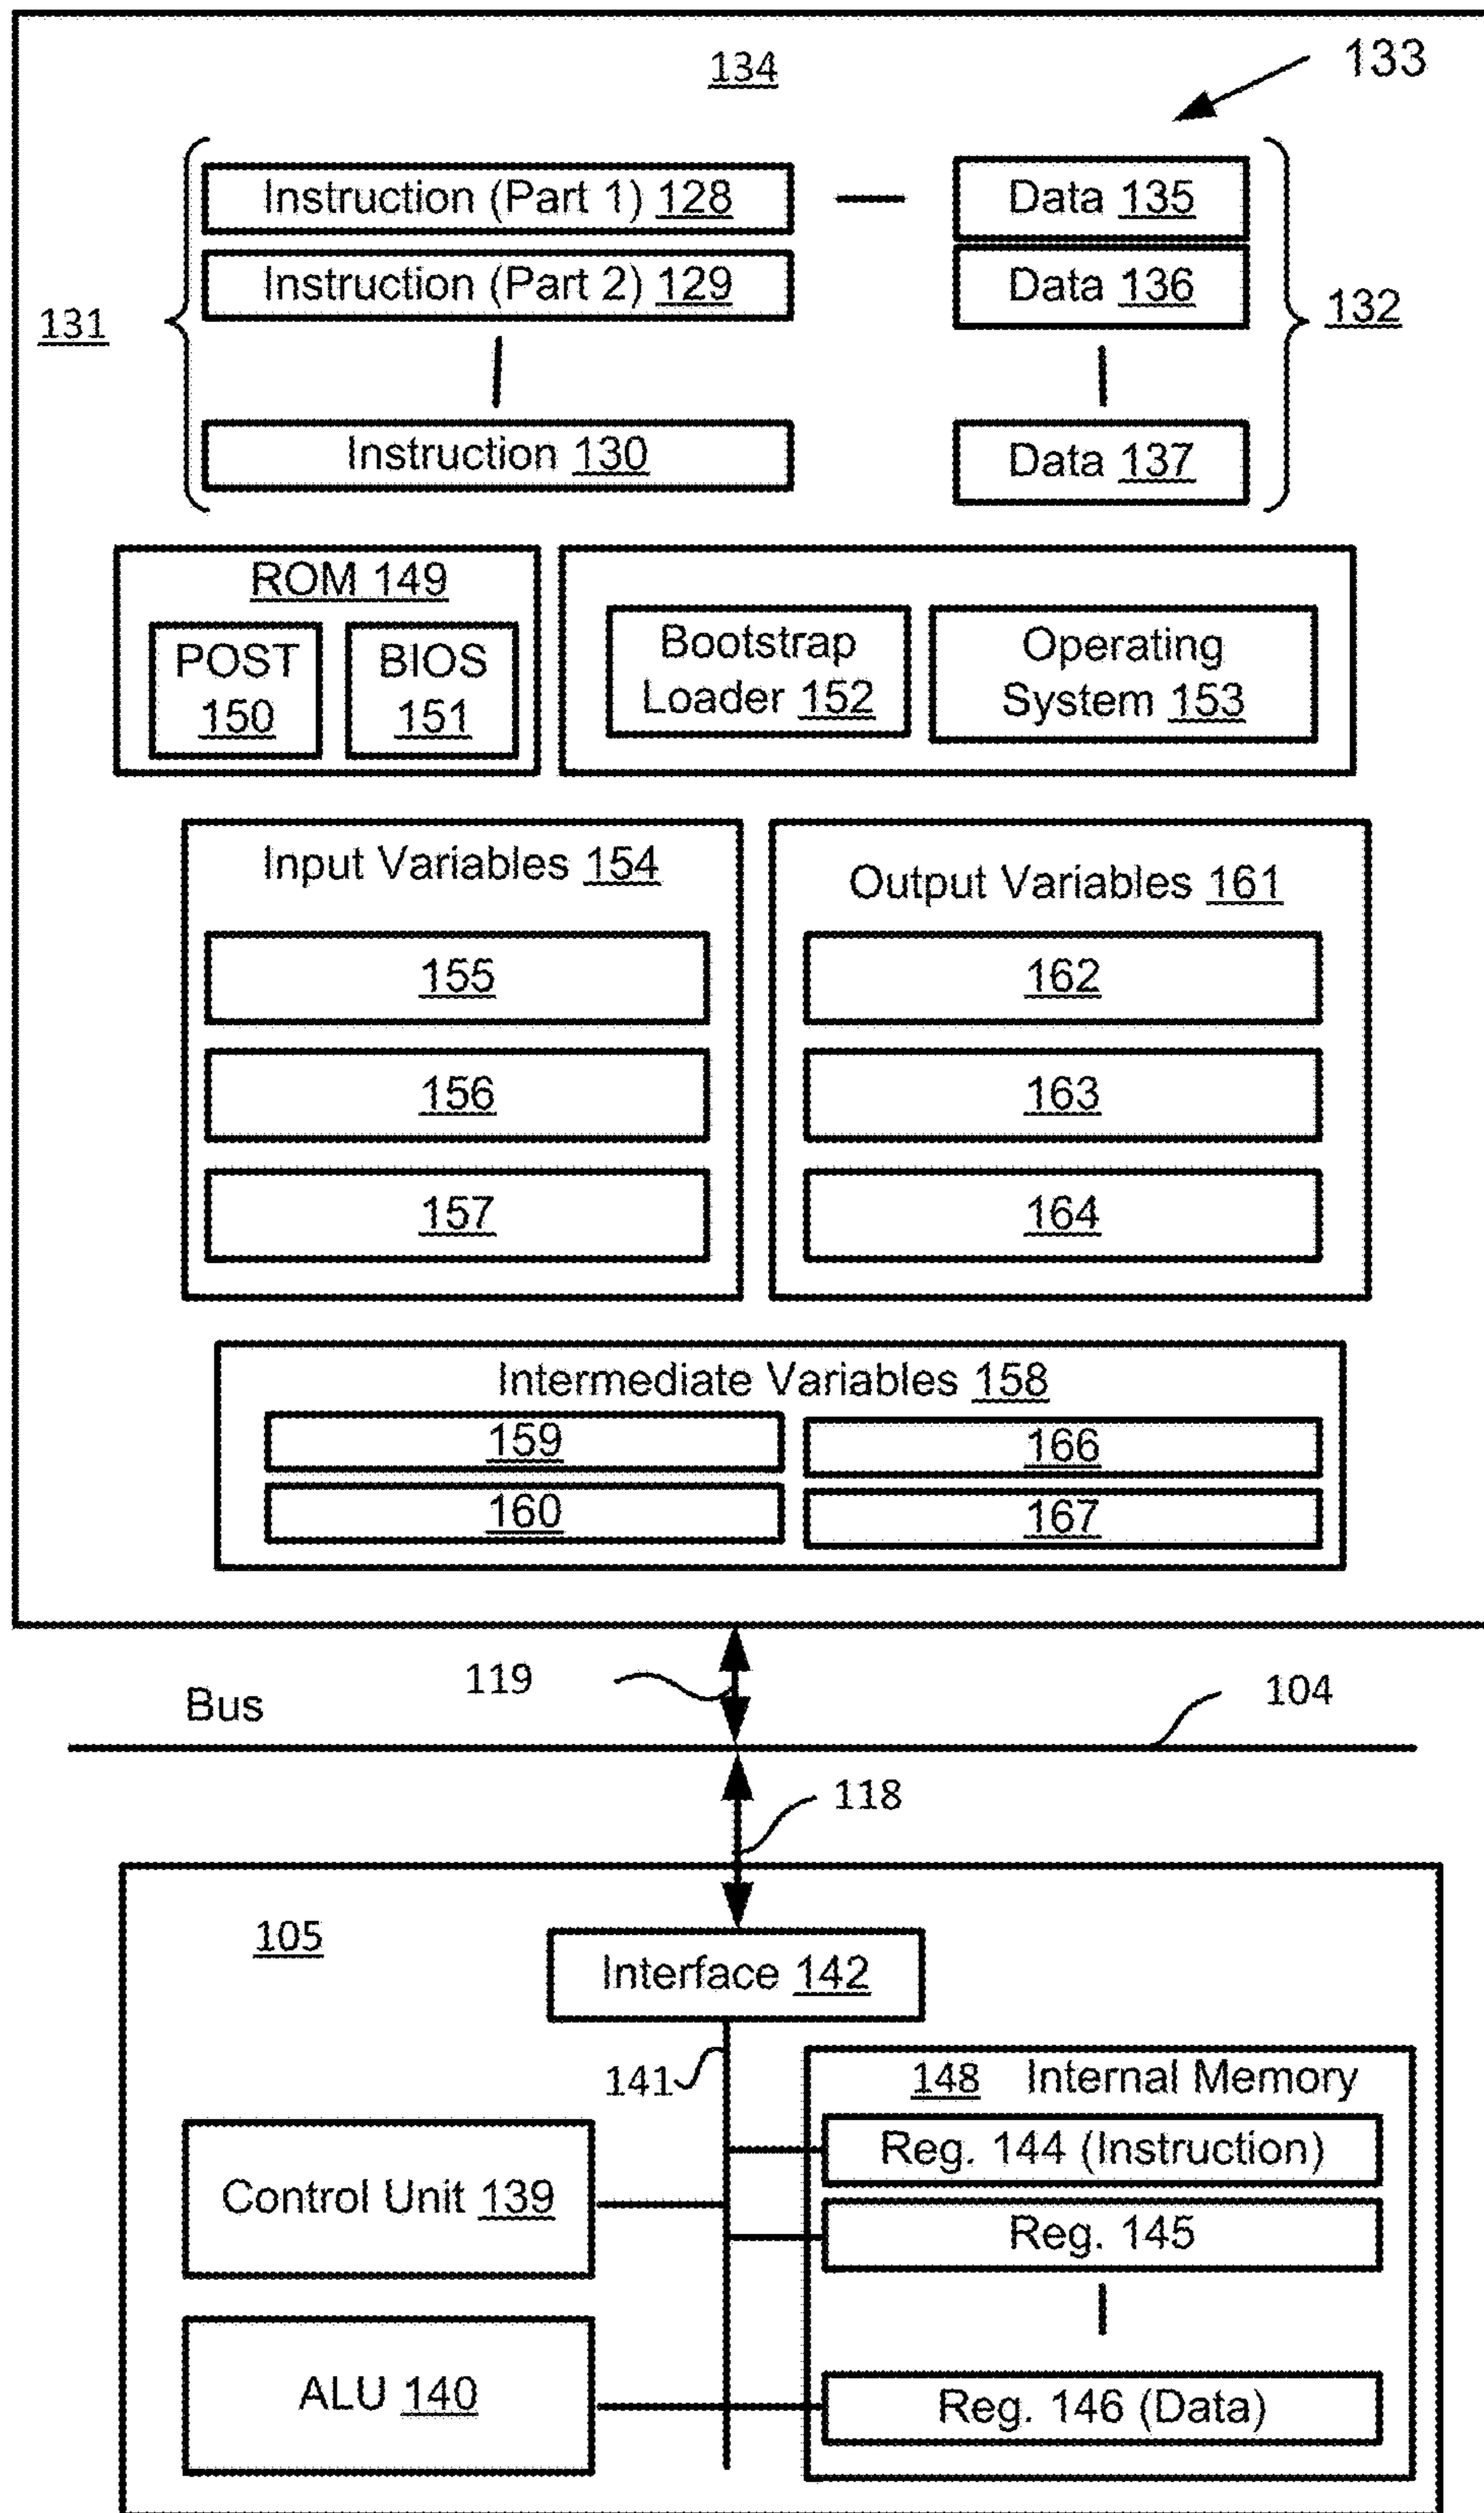 134
133
Instruction (Part 1) 128
Data 135
Instruction (Part 2) 129
Data 136
131
132
Instruction 130
Data 137
ROM 149
POST
150
BIOS
151
Bootstrap
Loader 152
Operating
System 153
Input Variables 154
155
156
157
Output Variables 161
162
163
164
Intermediate Variables 158
159
166
160
167
119
Bus
104
118
105
Interface 142
141
148 Internal Memory
Reg. 144 (Instruction)
Control Unit 139
Reg. 145
ALU 140
Reg. 146 (Data)